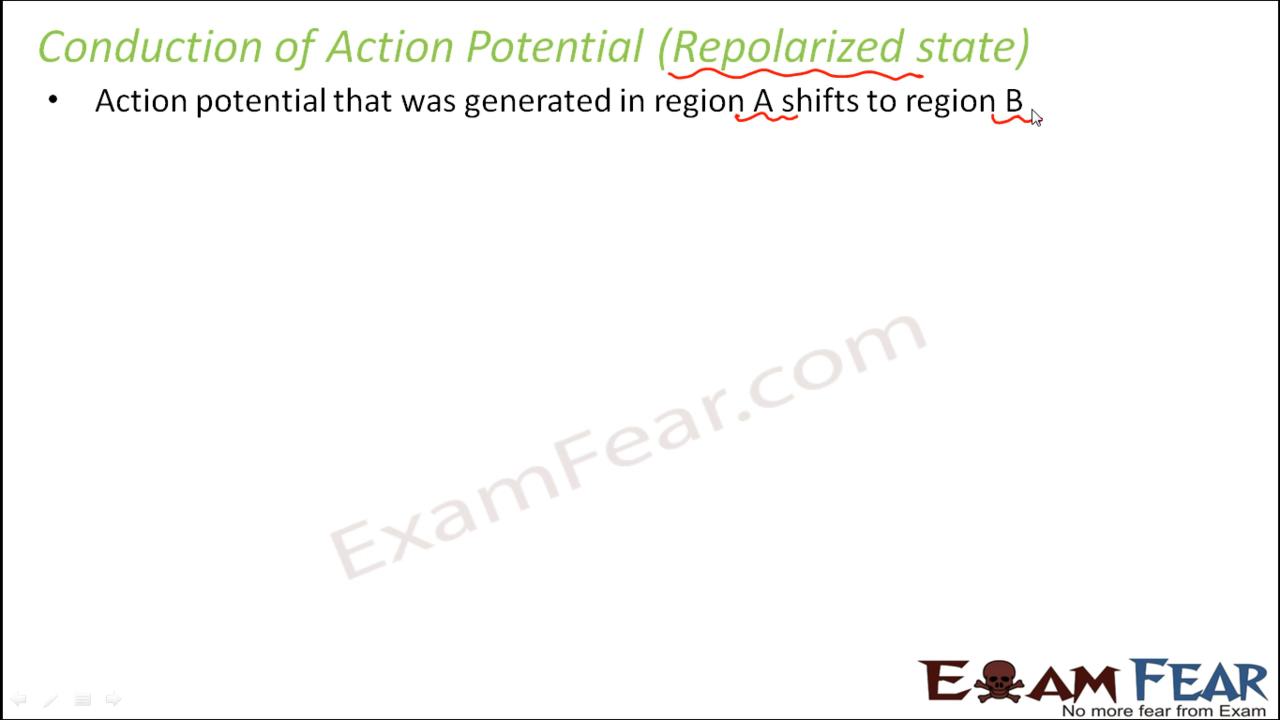 Conduction of Action Potential (Repolarized state)
• Action potential that was generated in region A shifts to region B
ExamFear.com
EXAM FEAR
No more fear from Exam